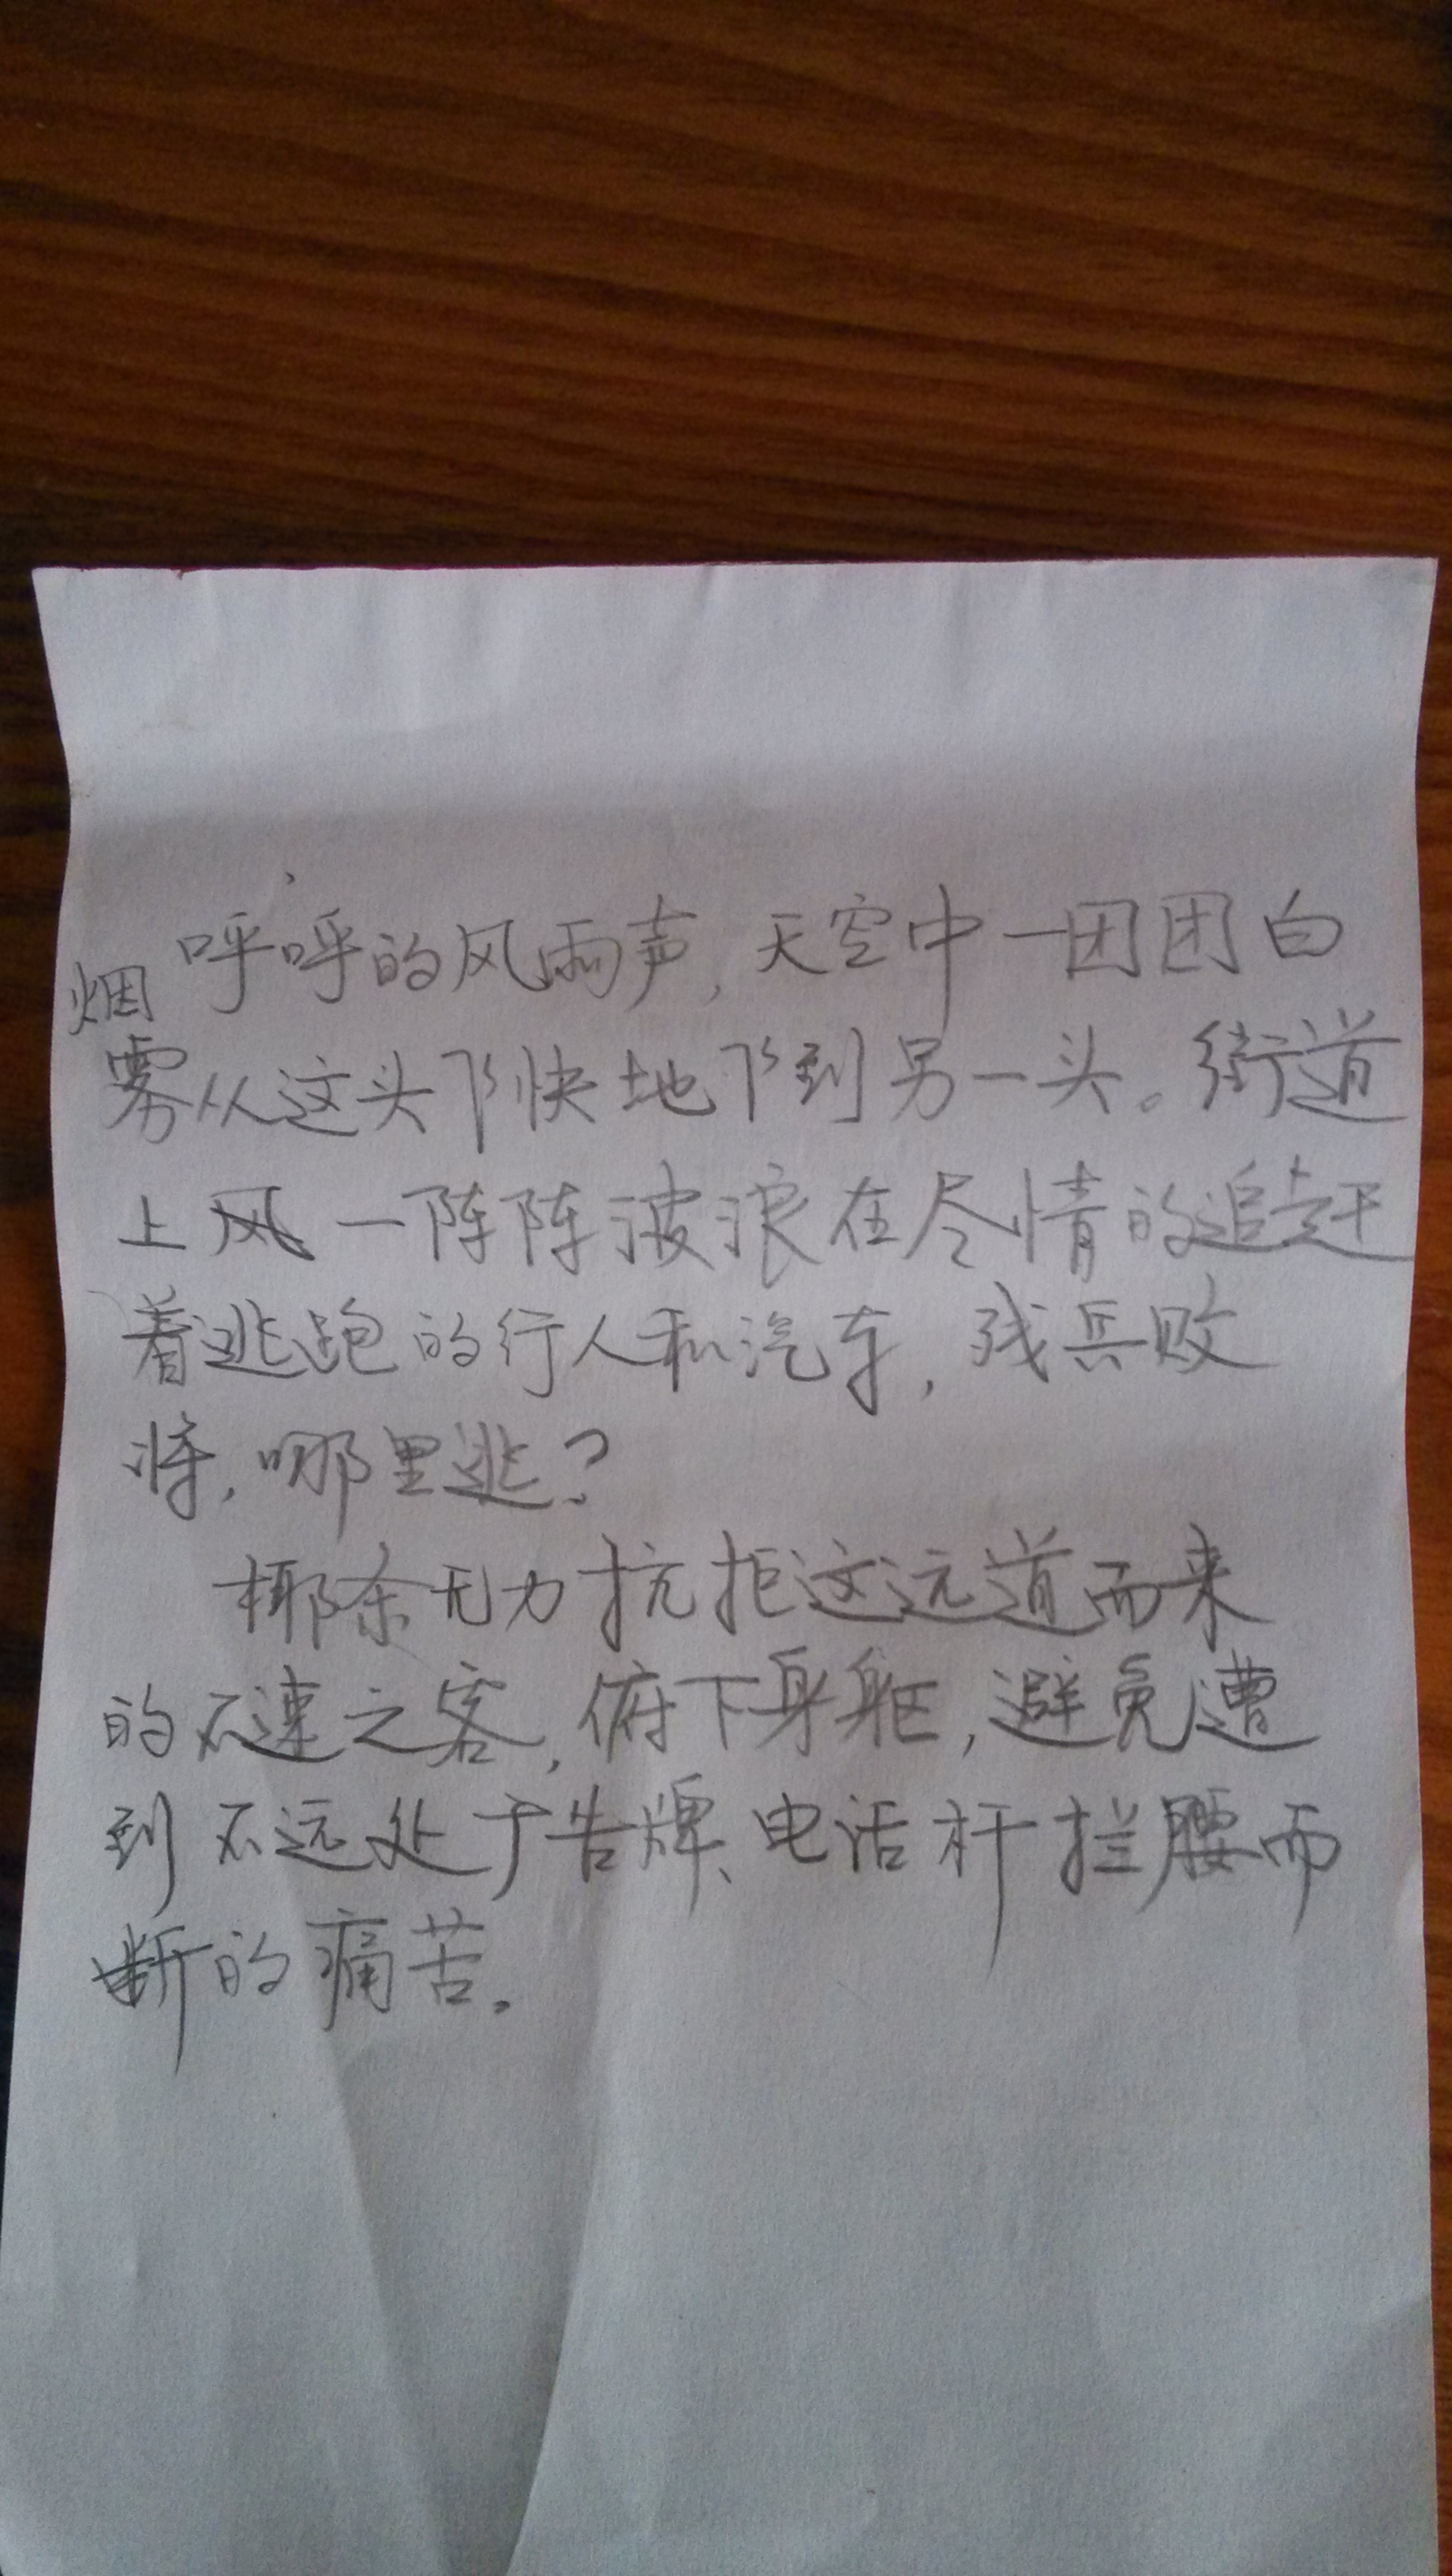 呼呼的风雨声,天空中一团团白
烟
雾从这头飞快地飞到另一头。街道
上 一阵阵波浪在尽情的追赶
着逃跑的行人和汽车,残兵败
将,哪里逃?
椰 无力抗拒这远道而来
的不速之客,俯下身躯,避免遭
到不远处广告牌、电话杆拦腰而
断的痛苦。